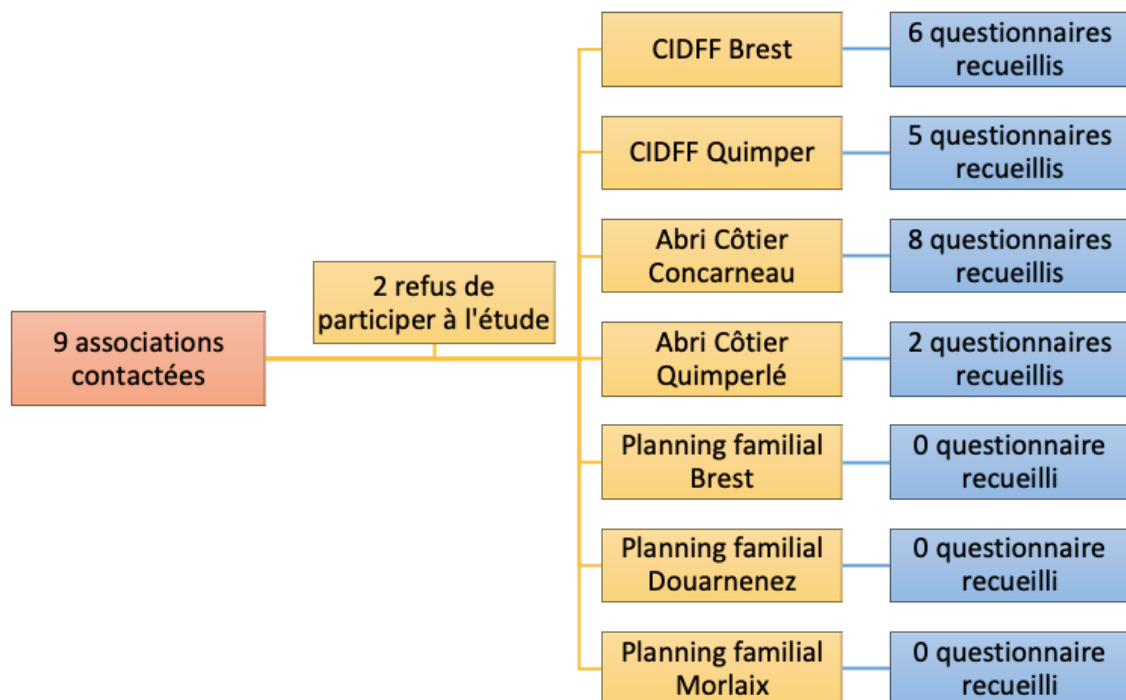 9 associations
contactées
2 refus de
participer à l'étude
CIDFF Brest
6 questionnaires
recueillis
CIDFF Quimper
5 questionnaires
recueillis
Abri Côtier
Concarneau
8 questionnaires
recueillis
Abri Côtier
Quimperlé
2 questionnaires
recueillis
Planning familial
Brest
0 questionnaire
recueilli
Planning familial
Douarnenez
0 questionnaire
recueilli
Planning familial
Morlaix
0 questionnaire
recueilli